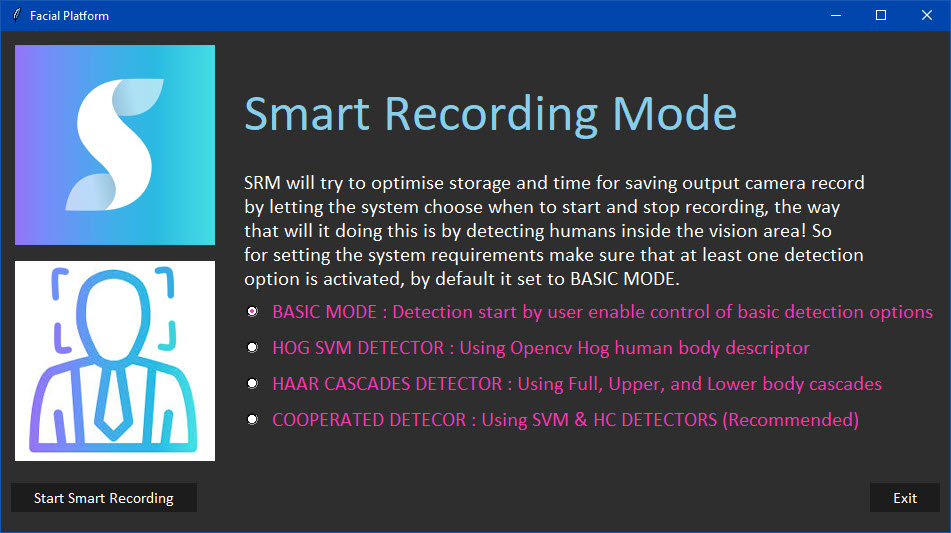 Facial Platform
Smart Recording Mode
SRM will try to optimise storage and time for saving output camera record
by letting the system choose when to start and stop recording, the way
that will it doing this is by detecting humans inside the vision area! So
for setting the system requirements make sure that at least one detection
option is activated, by default it set to BASIC MODE.
BASIC MODE : Detection start by user enable control of basic detection options
HOG SVM DETECTOR : Using Opencv Hog human body descriptor
HAAR CASCADES DETECTOR : Using Full, Upper, and Lower body cascades
COOPERATED DETECOR : Using SVM & HC DETECTORS (Recommended)
Start Smart Recording
Exit